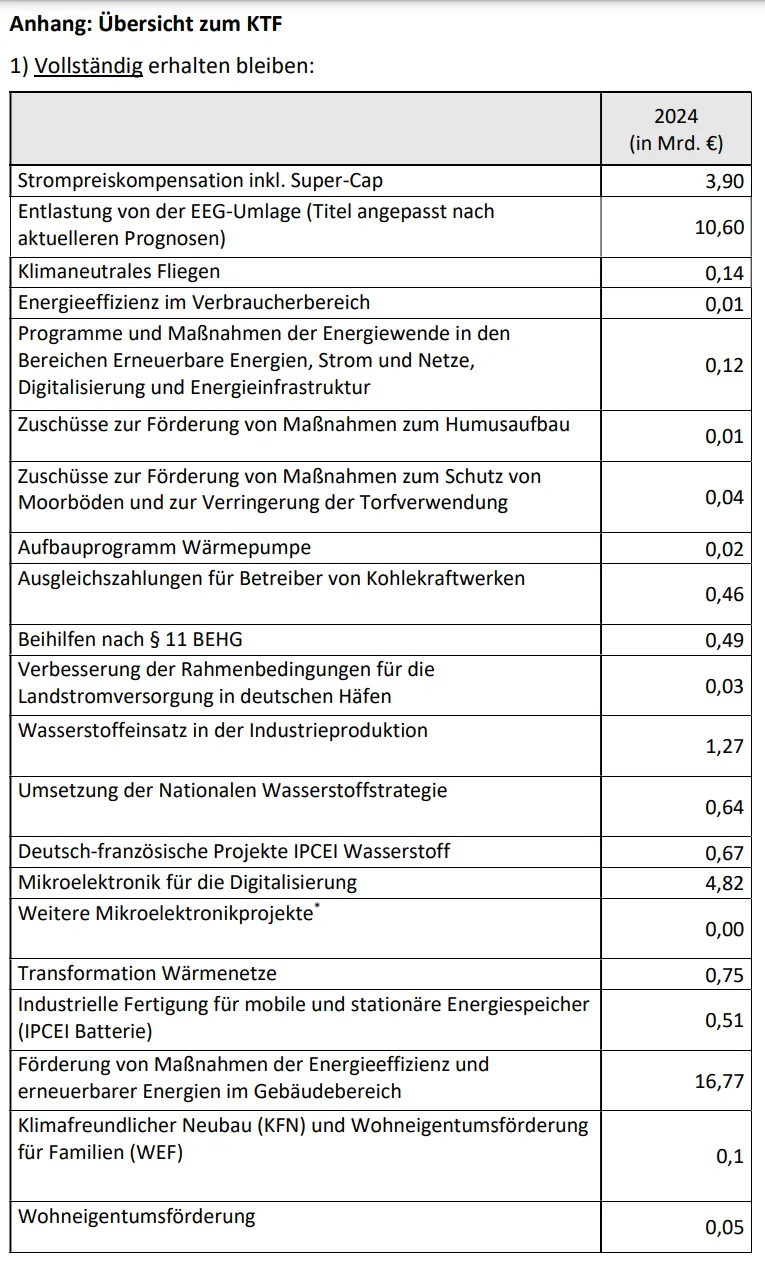 Anhang: Übersicht zum KTF
1) Vollständig erhalten bleiben:
2024
(in Mrd. €)
Strompreiskompensation inkl. Super-Cap 3,90
Entlastung von der EEG-Umlage (Titel angepasst nach
aktuelleren Prognosen) 10,60
Klimaneutrales Fliegen 0,14
Energieeffizienz im Verbraucherbereich 0,01
Programme und Maßnahmen der Energiewende in den
Bereichen Erneuerbare Energien, Strom und Netze,
Digitalisierung und Energieinfrastruktur 0,12
Zuschüsse zur Förderung von Maßnahmen zum Humusaufbau 0,01
Zuschüsse zur Förderung von Maßnahmen zum Schutz von
Moorböden und zur Verringerung der Torfverwendung 0,04
Aufbauprogramm Wärmepumpe 0,02
Ausgleichszahlungen für Betreiber von Kohlekraftwerken 0,46
Beihilfen nach § 11 BEHG 0,49
Verbesserung der Rahmenbedingungen für die
Landstromversorgung in deutschen Häfen 0,03
Wasserstoffeinsatz in der Industrieproduktion 1,27
Umsetzung der Nationalen Wasserstoffstrategie 0,64
Deutsch-französische Projekte IPCEI Wasserstoff 0,67
Mikroelektronik für die Digitalisierung 4,82
Weitere Mikroelektronikprojekte* 0,00
Transformation Wärmenetze 0,75
Industrielle Fertigung für mobile und stationäre Energiespeicher
(IPCEI Batterie) 0,51
Förderung von Maßnahmen der Energieeffizienz und
erneuerbarer Energien im Gebäudebereich 16,77
Klimafreundlicher Neubau (KFN) und Wohneigentumsförderung
für Familien (WEF) 0,1
Wohneigentumsförderung 0,05